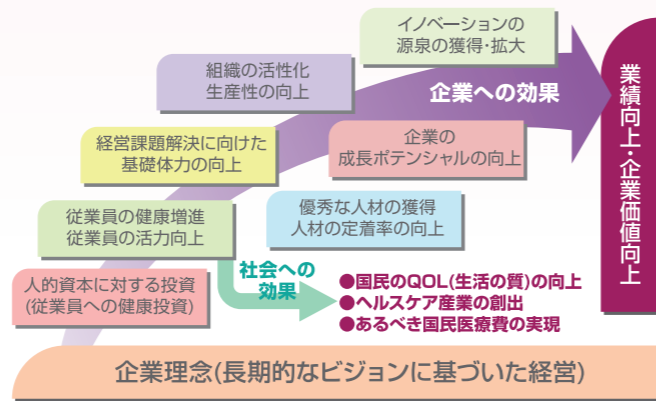 イノベーションの
源泉の獲得・拡大
組織の活性化
生産性の向上
企業への効果
業績向上・企業価値向上
経営課題解決に向けた
基礎体力の向上
企業の
成長ポテンシャルの向上
従業員の健康増進
従業員の活力向上
優秀な人材の獲得
人材の定着率の向上
人的資本に対する投資
(従業員への健康投資)
社会への
効果
●国民のQOL(生活の質)の向上
●ヘルスケア産業の創出
●あるべき国民医療費の実現
企業理念(長期的なビジョンに基づいた経営)